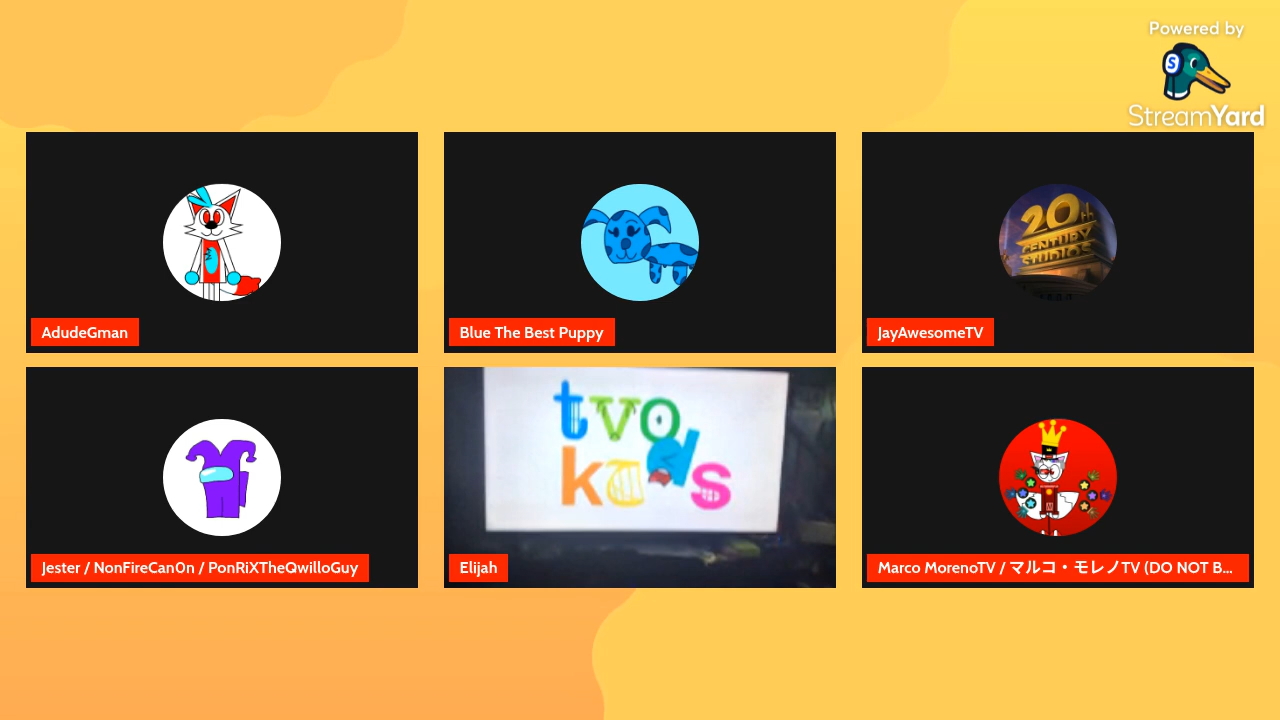 Powered by
S
StreamYard
AdudeGman
Blue The Best Puppy
20th
CENTURY
STUDIOS
JayAwesomeTV
Jester / NonFireCanOn / PonRiXTheQwilloGuy
tvo
kids
Elijah
Marco MorenoTV / マルコ・モレノTV (DO NOT B...